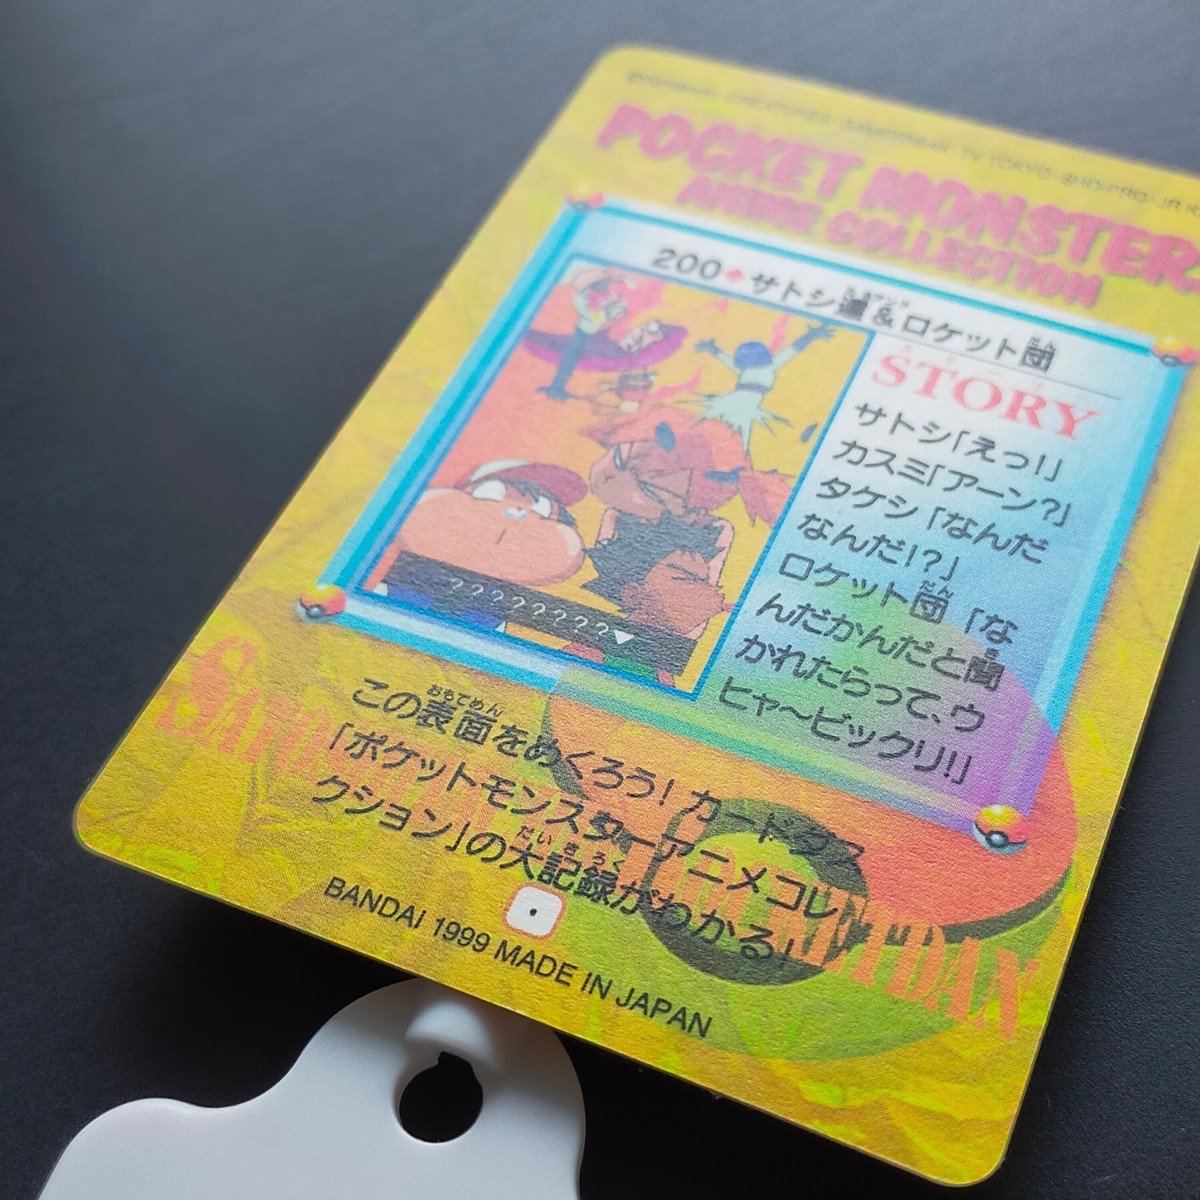 TV TOKYO·SHO-PRO·JR
POCKET MONSTERS
ANIME COLLECTION
200◆サトシ達&ロケット団
STORY
サトシ「えっ!」
カスミ「アーン?」
タケシ「なんだ
なんだ!?」
ロケット団「な
んだかんだと聞
かれたらって、ウ
ヒャ〜ビックリ!」
????????▼
この表面をめくろう! カードダス
「ポケットモンスターアニメコレ
クション」の大記録がわかる!
BANDAI 1999 MADE IN JAPAN